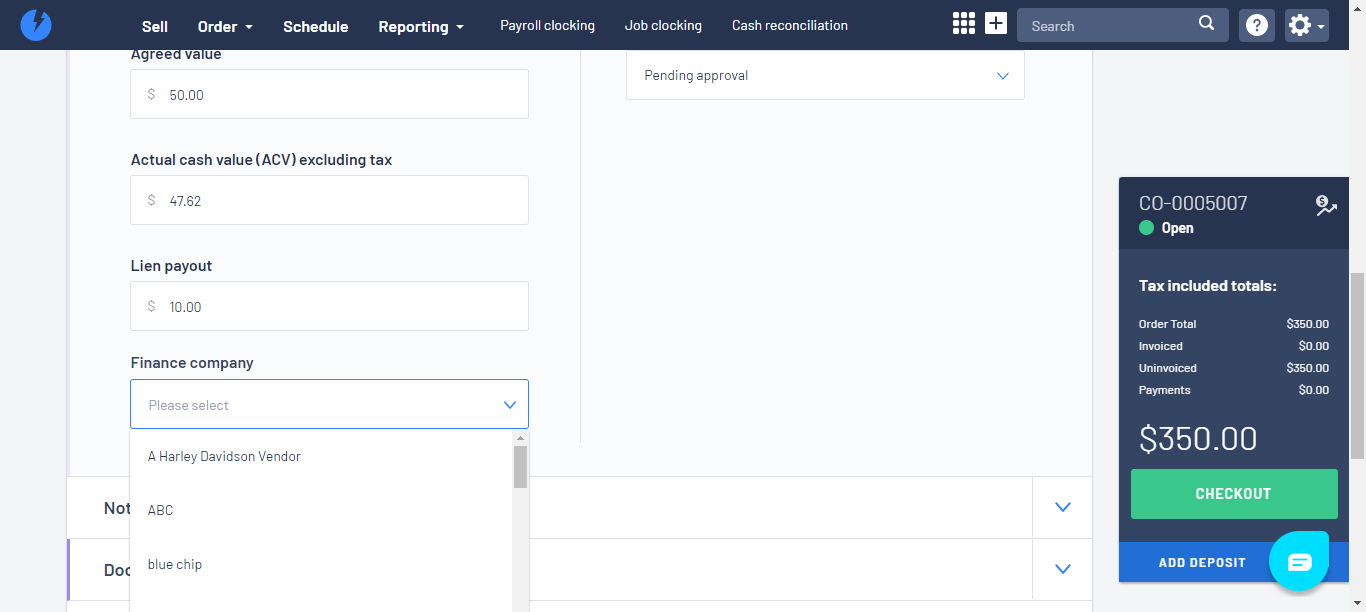 Sell
Order
Schedule
Reporting
Payroll clocking
Job clocking
Cash reconciliation
Search
Agreed value
$ 50.00
Pending approval
Actual cash value (ACV) excluding tax
$ 47.62
Lien payout
$ 10.00
Finance company
Please select
A Harley Davidson Vendor
ABC
blue chip
Not
Doc
CO-0005007
Open
Tax included totals:
Order Total $350.00
Invoiced $0.00
Uninvoiced $350.00
Payments $0.00
$350.00
CHECKOUT
ADD DEPOSIT